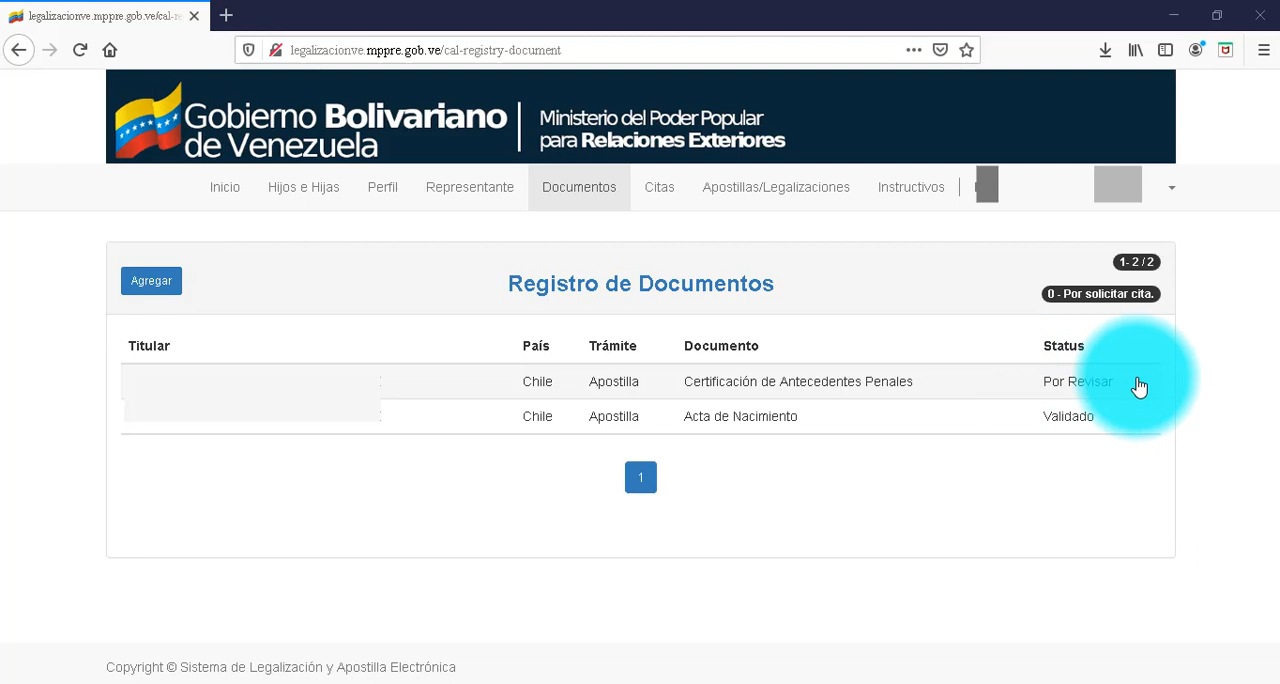 legalizacionve.mppre.gob.ve/cal-re
legalizacionve.mppre.gob.ve/cal-registry-document
Gobierno Bolivariano
de Venezuela
Ministerio del Poder Popular
para Relaciones Exteriores
Inicio Hijos e Hijas Perfil Representante Documentos Citas Apostillas/Legalizaciones Instructivos
Agregar
Registro de Documentos
1- 2 / 2
0 - Por solicitar cita.
Titular País Trámite Documento Status
Chile Apostilla Certificación de Antecedentes Penales Por Revisar
Chile Apostilla Acta de Nacimiento Validado
1
Copyright © Sistema de Legalización y Apostilla Electrónica